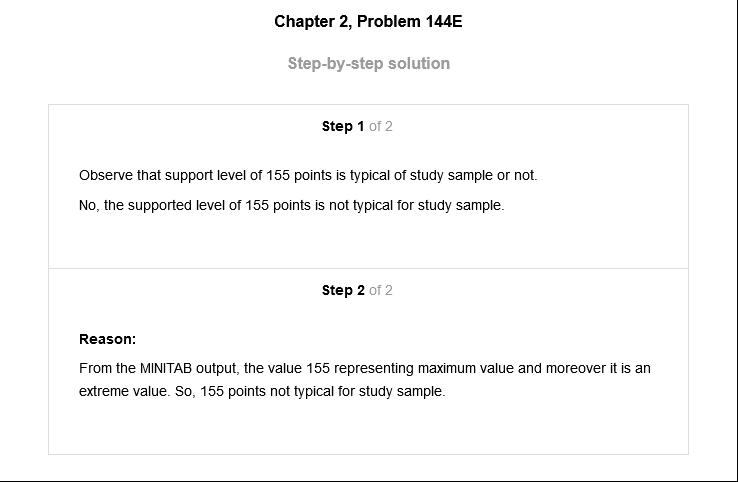 Chapter 2, Problem 144E
Step-by-step solution
Step 1 of 2
Observe that support level of 155 points is typical of study sample or not.
No, the supported level of 155 points is not typical for study sample.
Step 2 of 2
Reason:
From the MINITAB output, the value 155 representing maximum value and moreover it is an
extreme value. So, 155 points not typical for study sample.